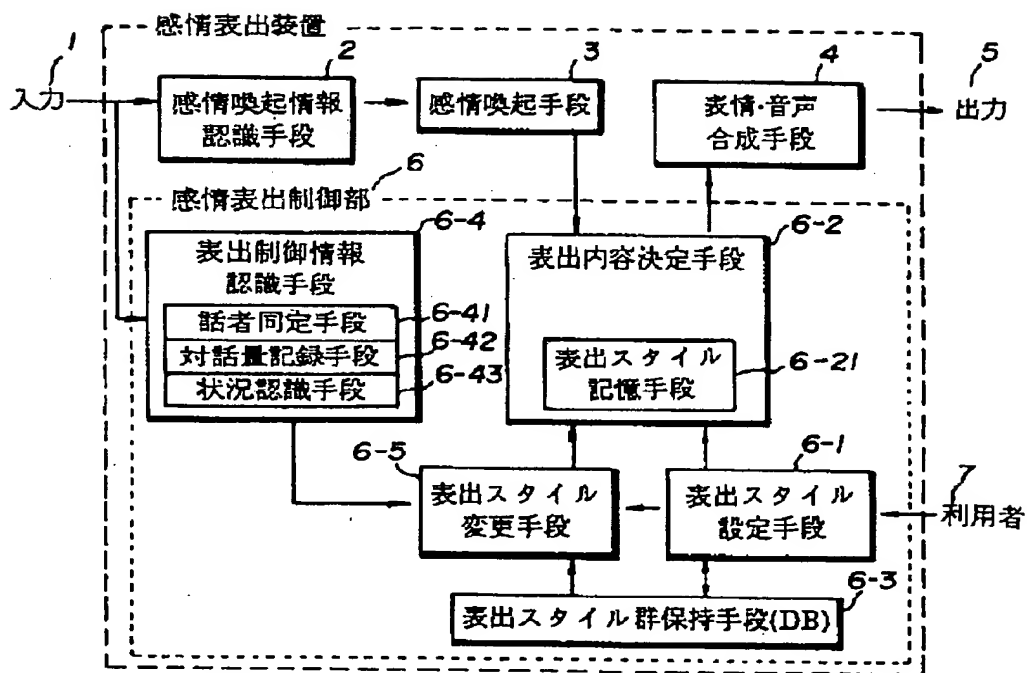 感情表出装置
1
2
3
4
5
入力
感情喚起情報
認識手段
感情喚起手段
表情・音声
合成手段
出力
6
感情表出制御部
6-4
表出制御情報
認識手段
6-41
話者同定手段
6-42
対話量記録手段
6-43
状況認識手段
6-2
表出内容決定手段
6-21
表出スタイル
記憶手段
6-5
表出スタイル
変更手段
6-1
表出スタイル
設定手段
7
利用者
6-3
表出スタイル群保持手段(DB)